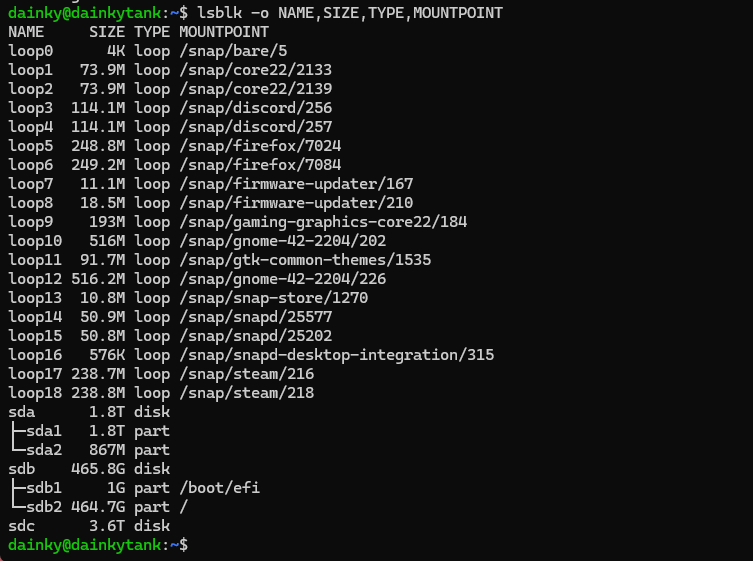 dainky@dainkytank:~$ lsblk -o NAME,SIZE,TYPE,MOUNTPOINT
NAME     SIZE TYPE MOUNTPOINT
loop0      4K loop /snap/bare/5
loop1   73.9M loop /snap/core22/2133
loop2   73.9M loop /snap/core22/2139
loop3  114.1M loop /snap/discord/256
loop4  114.1M loop /snap/discord/257
loop5  248.8M loop /snap/firefox/7024
loop6  249.2M loop /snap/firefox/7084
loop7   11.1M loop /snap/firmware-updater/167
loop8   18.5M loop /snap/firmware-updater/210
loop9    193M loop /snap/gaming-graphics-core22/184
loop10   516M loop /snap/gnome-42-2204/202
loop11  91.7M loop /snap/gtk-common-themes/1535
loop12 516.2M loop /snap/gnome-42-2204/226
loop13  10.8M loop /snap/snap-store/1270
loop14  50.9M loop /snap/snapd/25577
loop15  50.8M loop /snap/snapd/25202
loop16   576K loop /snap/snapd-desktop-integration/315
loop17 238.7M loop /snap/steam/216
loop18 238.8M loop /snap/steam/218
sda      1.8T disk
├─sda1   1.8T part
└─sda2   867M part
sdb    465.8G disk
├─sdb1     1G part /boot/efi
└─sdb2 464.7G part /
sdc      3.6T disk
dainky@dainkytank:~$